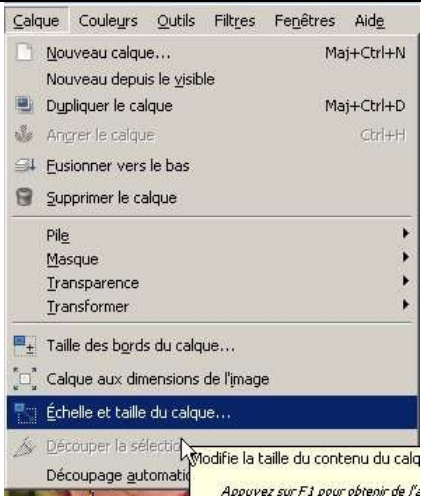 Calque Couleurs Outils Filtres Fenêtres Aide
Nouveau calque... Maj+Ctrl+N
Nouveau depuis le visible
Dupliquer le calque Maj+Ctrl+D
Ancrer le calque Ctrl+H
Fusionner vers le bas
Supprimer le calque
Pile
Masque
Transparence
Transformer
Taille des bords du calque...
Calque aux dimensions de l'image
Échelle et taille du calque...
Découper la sélection
Modifie la taille du contenu du calq
Découpage automatic
Appuyez sur F1 pour obtenir de l'a